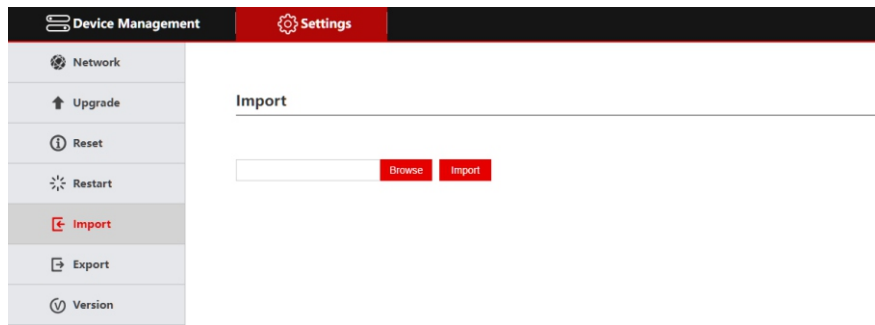 Device Management
Settings
Network
Upgrade
Reset
Restart
Import
Export
Version
Import
Browse
Import